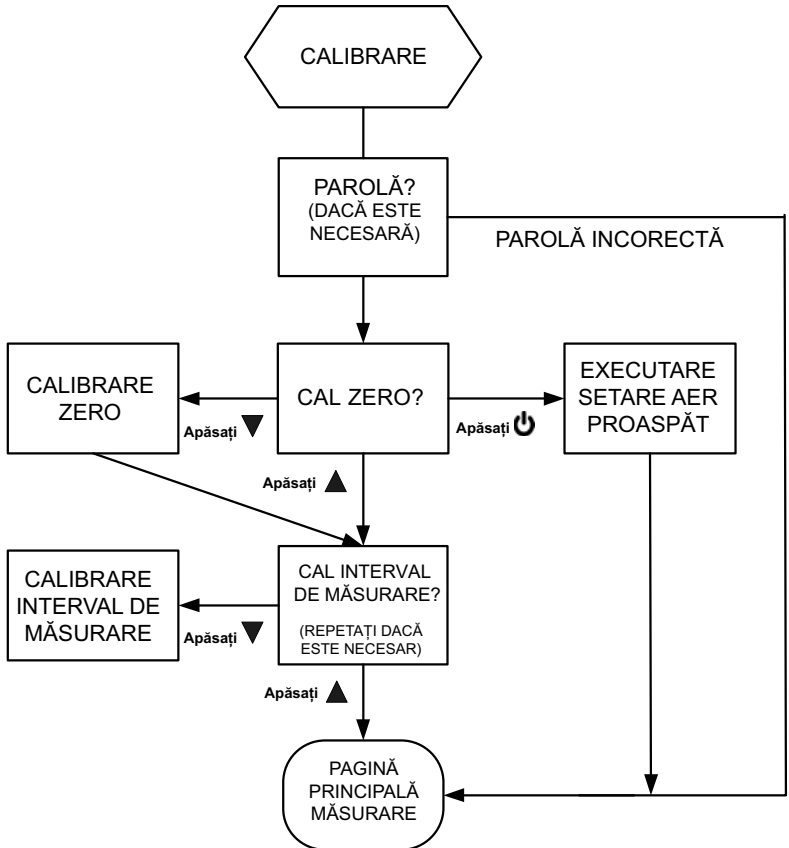 CALIBRARE
PAROLĂ?
(DACĂ ESTE
NECESARĂ)
PAROLĂ INCORECTĂ
CALIBRARE
ZERO
Apăsați
CAL ZERO?
Apăsați
EXECUTARE
SETARE AER
PROASPĂT
Apăsați
CALIBRARE
INTERVAL DE
MĂSURARE
Apăsați
CAL INTERVAL
DE MĂSURARE?
(REPETAȚI DACĂ
ESTE NECESAR)
Apăsați
PAGINĂ
PRINCIPALĂ
MĂSURARE